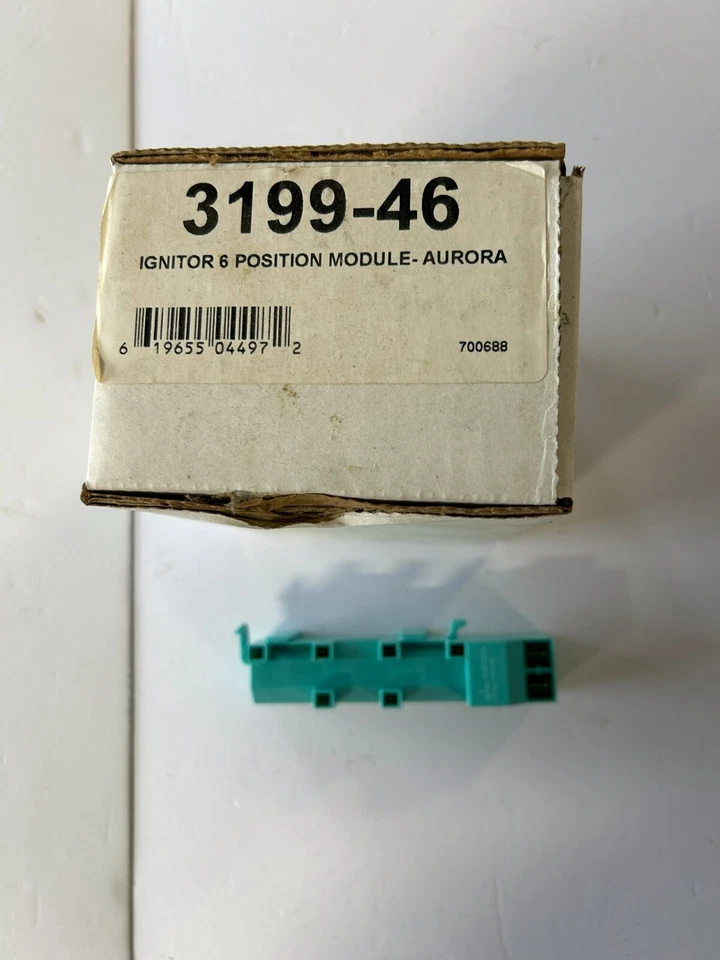 3199-46
IGNITOR 6 POSITION MODULE- AURORA
6 19655 04497 2
700688